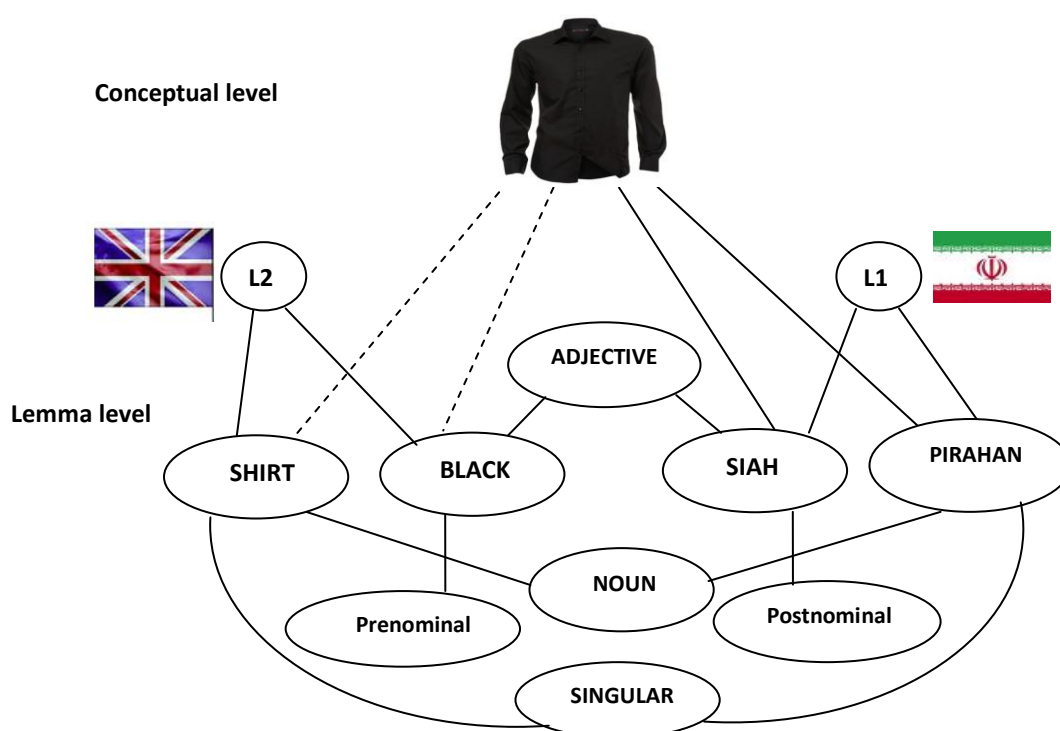 Conceptual level
L2
L1
ADJECTIVE
Lemma level
SHIRT
BLACK
SIAH
PIRAHAN
NOUN
Prenominal
Postnominal
SINGULAR